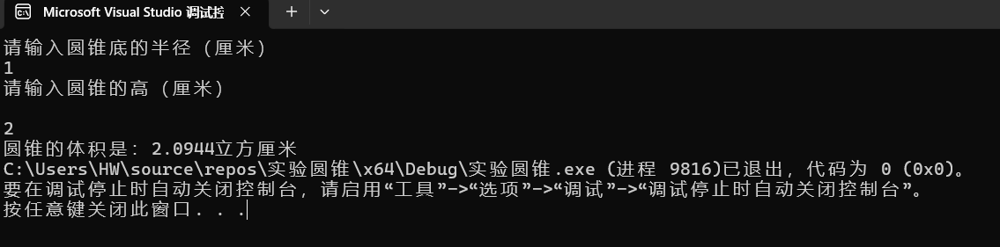 Microsoft Visual Studio 调试控
请输入圆锥底的半径（厘米）
1
请输入圆锥的高（厘米）
2
圆锥的体积是：2.0944立方厘米
C:\Users\HW\source\repos\实验圆锥\x64\Debug\实验圆锥.exe (进程 9816)已退出，代码为 0 (0x0)。
要在调试停止时自动关闭控制台，请启用“工具”->“选项”->“调试”->“调试停止时自动关闭控制台”。
按任意键关闭此窗口. . .